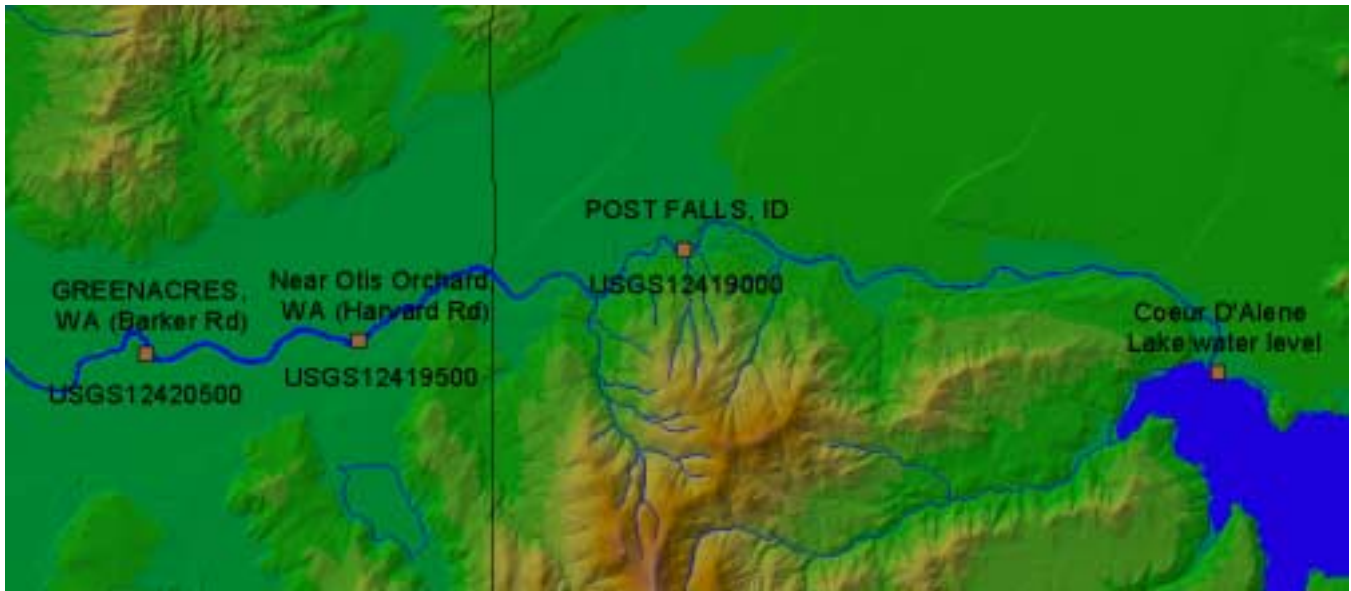 POST FALLS, ID
USGS12419000
Near Otis Orchard,
WA (Harvard Rd)
USGS12419500
GREENACRES,
WA (Barker Rd)
USGS12420500
Coeur D'Alene
Lake water level